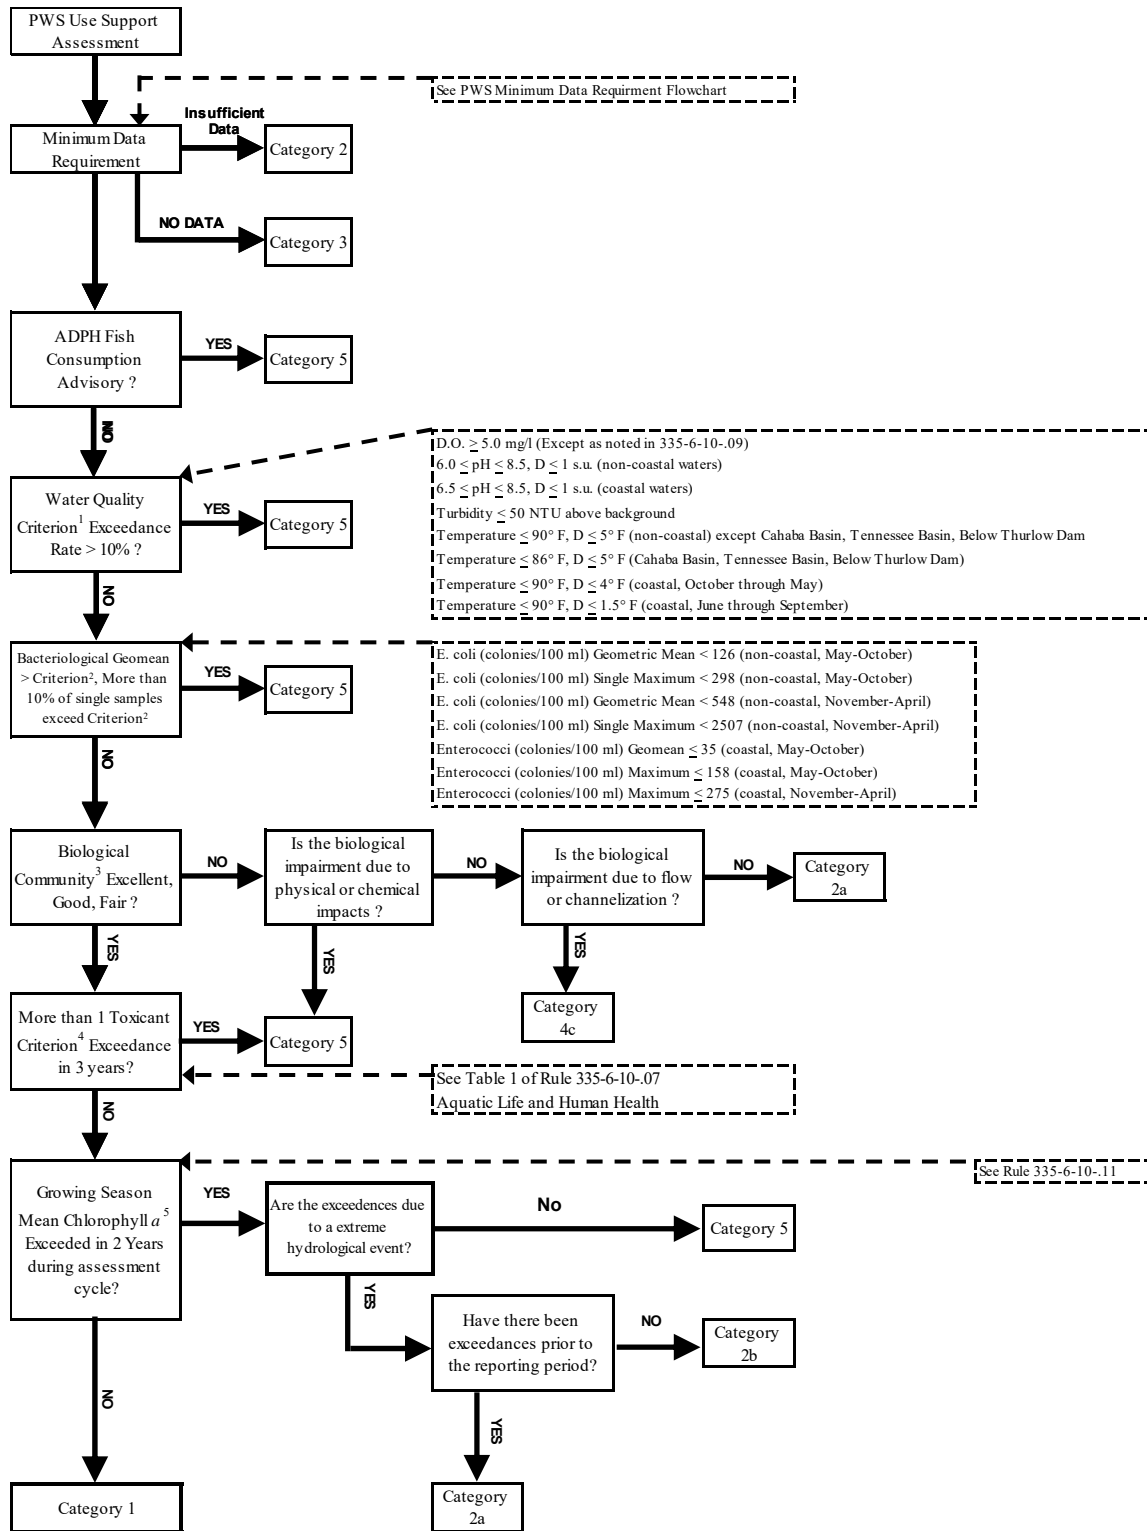 PWS Use Support
Assessment
See PWS Minimum Data Requirment Flowchart
Insufficient
Data
Minimum Data
Requirement
Category 2
NO DATA
Category 3
ADPH Fish
Consumption
Advisory ?
YES
Category 5
NO
D.O. ≥ 5.0 mg/l (Except as noted in 335-6-10-.09)
6.0 ≤ pH ≤ 8.5, D ≤ 1 s.u. (non-coastal waters)
6.5 ≤ pH ≤ 8.5, D ≤ 1 s.u. (coastal waters)
Turbidity ≤ 50 NTU above background
Temperature ≤ 90° F, D ≤ 5° F (non-coastal) except Cahaba Basin, Tennessee Basin, Below Thurlow Dam
Temperature ≤ 86° F, D ≤ 5° F (Cahaba Basin, Tennessee Basin, Below Thurlow Dam)
Temperature ≤ 90° F, D ≤ 4° F (coastal, October through May)
Temperature ≤ 90° F, D ≤ 1.5° F (coastal, June through September)
Water Quality
Criterion¹ Exceedance
Rate > 10% ?
YES
Category 5
NO
Bacteriological Geomean
> Criterion², More than
10% of single samples
exceed Criterion²
YES
Category 5
E. coli (colonies/100 ml) Geometric Mean < 126 (non-coastal, May-October)
E. coli (colonies/100 ml) Single Maximum < 298 (non-coastal, May-October)
E. coli (colonies/100 ml) Geometric Mean < 548 (non-coastal, November-April)
E. coli (colonies/100 ml) Single Maximum < 2507 (non-coastal, November-April)
Enterococci (colonies/100 ml) Geomean ≤ 35 (coastal, May-October)
Enterococci (colonies/100 ml) Maximum ≤ 158 (coastal, May-October)
Enterococci (colonies/100 ml) Maximum ≤ 275 (coastal, November-April)
NO
Biological
Community³ Excellent,
Good, Fair ?
NO
Is the biological
impairment due to
physical or chemical
impacts ?
NO
Is the biological
impairment due to flow
or channelization ?
NO
Category
2a
YES
YES
YES
Category
4c
More than 1 Toxicant
Criterion⁴ Exceedance
in 3 years?
YES
Category 5
See Table 1 of Rule 335-6-10-.07
Aquatic Life and Human Health
NO
See Rule 335-6-10-.11
Growing Season
Mean Chlorophyll a⁵
Exceeded in 2 Years
during assessment
cycle?
YES
Are the exceedences due
to a extreme
hydrological event?
No
Category 5
YES
Have there been
exceedances prior to
the reporting period?
NO
Category
2b
NO
YES
Category 1
Category
2a